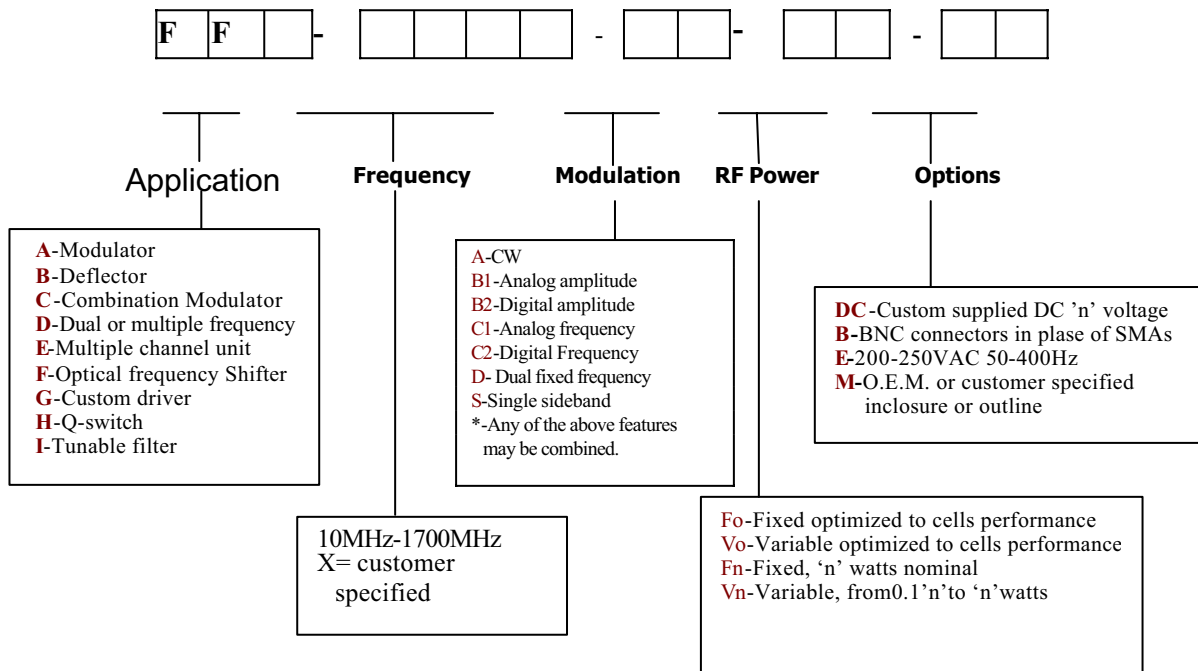 F F - - - -
Application
Frequency
Modulation
RF Power
Options
A-Modulator
B-Deflector
C-Combination Modulator
D-Dual or multiple frequency
E-Multiple channel unit
F-Optical frequency Shifter
G-Custom driver
H-Q-switch
I-Tunable filter
10MHz-1700MHz
X= customer
specified
A-CW
B1-Analog amplitude
B2-Digital amplitude
C1-Analog frequency
C2-Digital Frequency
D- Dual fixed frequency
S-Single sideband
*-Any of the above features
may be combined.
Fo-Fixed optimized to cells performance
Vo-Variable optimized to cells performance
Fn-Fixed, ‘n’ watts nominal
Vn-Variable, from0.1’n’to ‘n’watts
DC-Custom supplied DC ’n’ voltage
B-BNC connectors in plase of SMAs
E-200-250VAC 50-400Hz
M-O.E.M. or customer specified
inclosure or outline